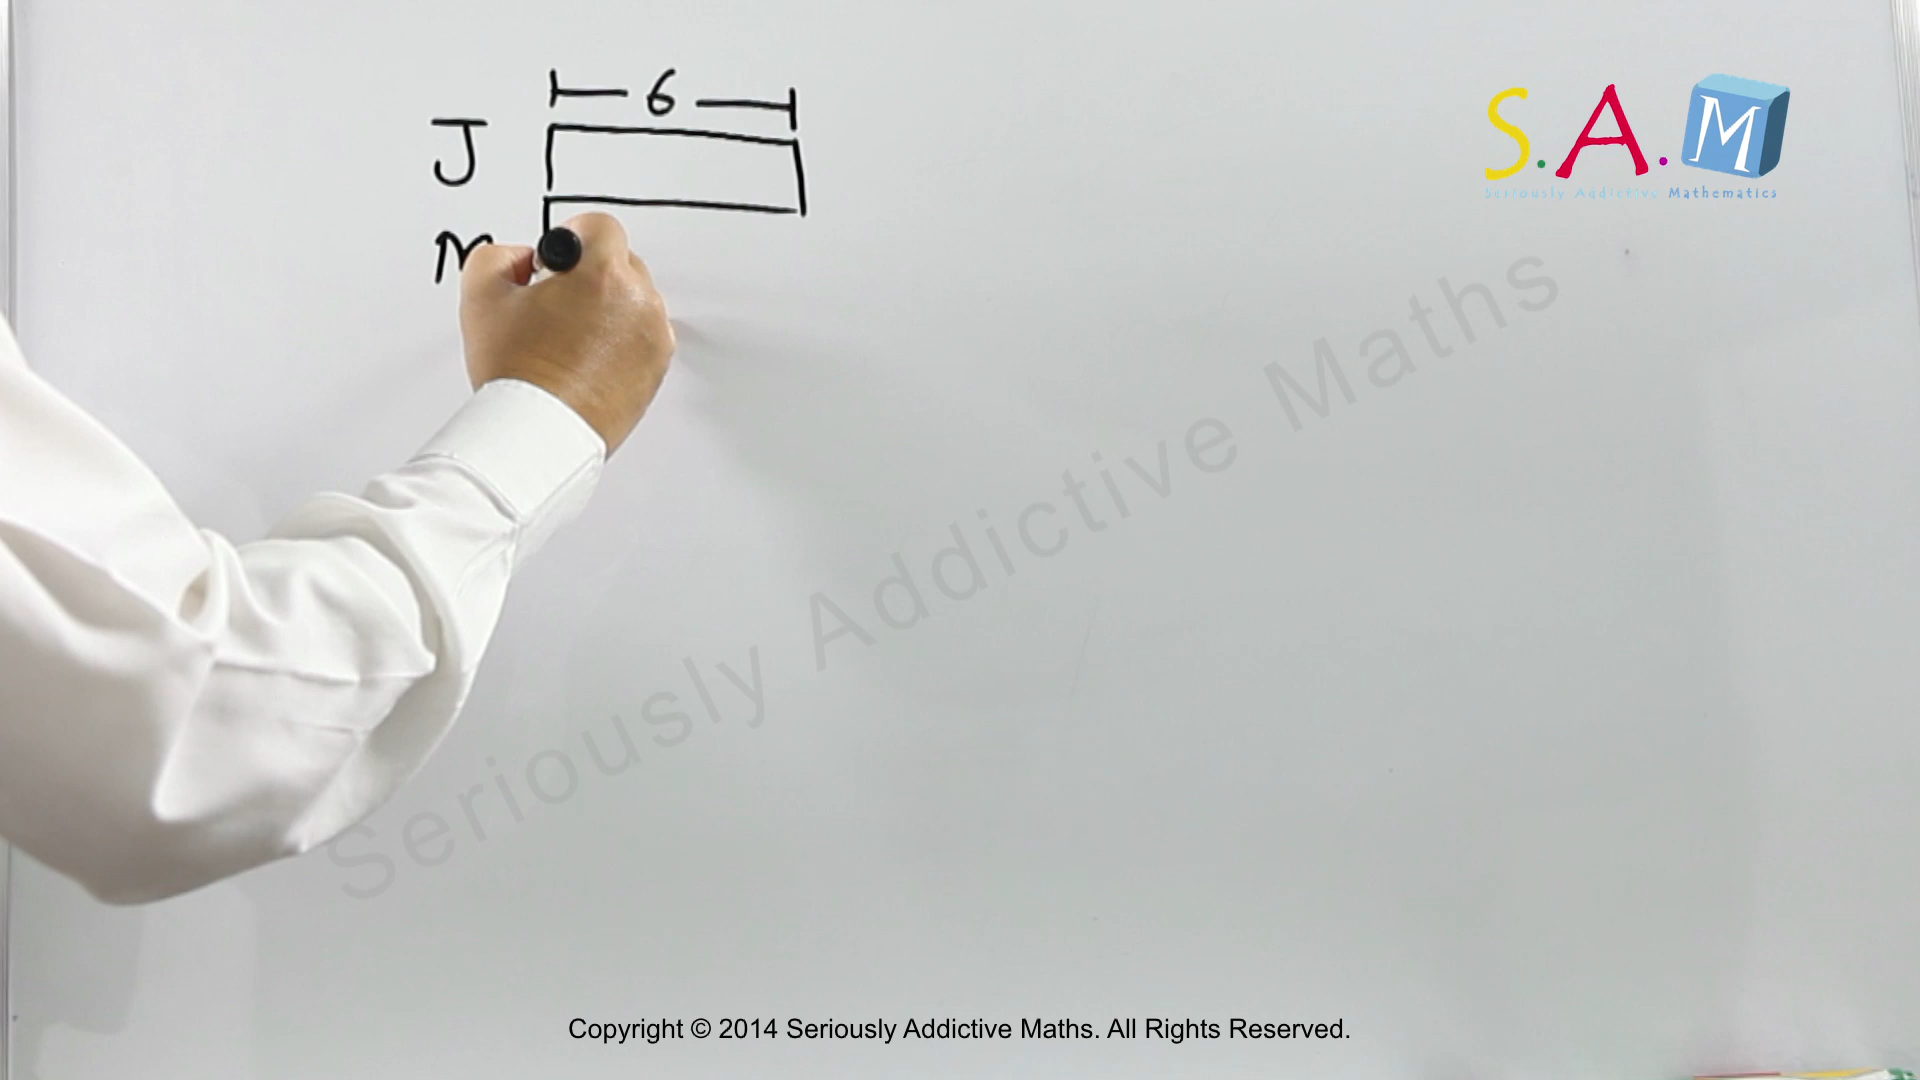 6
J
S.A.M
Seriously Addictive Mathematics
Seriously Addictive Maths
Copyright © 2014 Seriously Addictive Maths. All Rights Reserved.